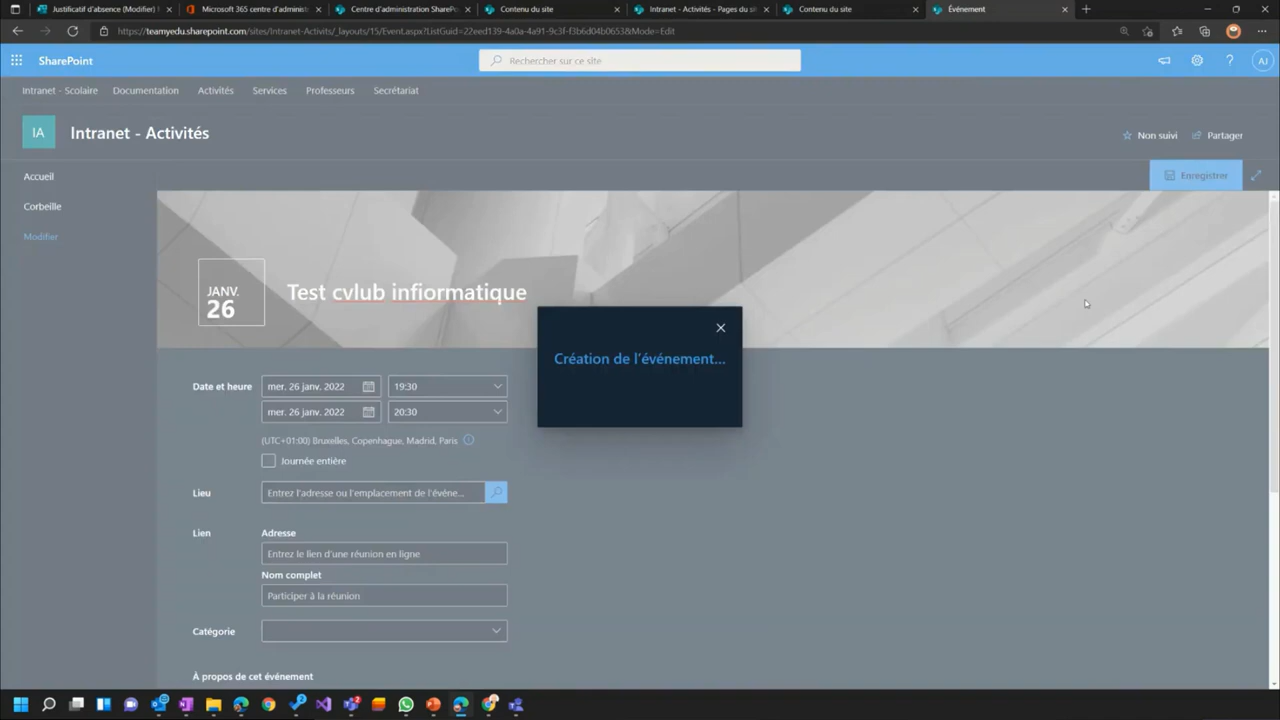 Justificatif d'absence (Modifier)
Microsoft 365 centre d'administ
Centre d'administration ShareP
Contenu du site
Intranet - Activités - Pages du s
Contenu du site
Événement
https://teamyedu.sharepoint.com/sites/Intranet-Activits/_layouts/15/Event.aspx?ListGuid=22eed139-4a0a-4a91-9c3f-f3b6d04b0653&Mode=Edit
SharePoint
Rechercher sur ce site
AJ
Intranet - Scolaire Documentation Activités Services Professeurs Secrétariat
IA
Intranet - Activités
Non suivi
Partager
Accueil
Enregistrer
Corbeille
Modifier
JANV.
26
Test cvlub infiormatique
Création de l'événement...
Date et heure
mer. 26 janv. 2022
19:30
mer. 26 janv. 2022
20:30
(UTC+01:00) Bruxelles, Copenhague, Madrid, Paris
Journée entière
Lieu
Entrez l'adresse ou l'emplacement de l'événe...
Lien
Adresse
Entrez le lien d'une réunion en ligne
Nom complet
Participer à la réunion
Catégorie
À propos de cet événement